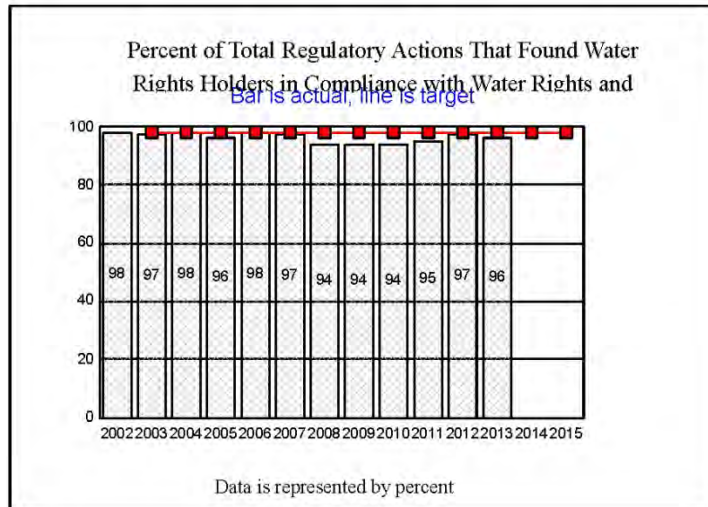 Percent of Total Regulatory Actions That Found Water
Rights Holders in Compliance with Water Rights and
Bar is actual, line is target
100
80
60
40
20
0
98 97 98 96 98 97 94 94 94 95 97 96
2002 2003 2004 2005 2006 2007 2008 2009 2010 2011 2012 2013 2014 2015
Data is represented by percent